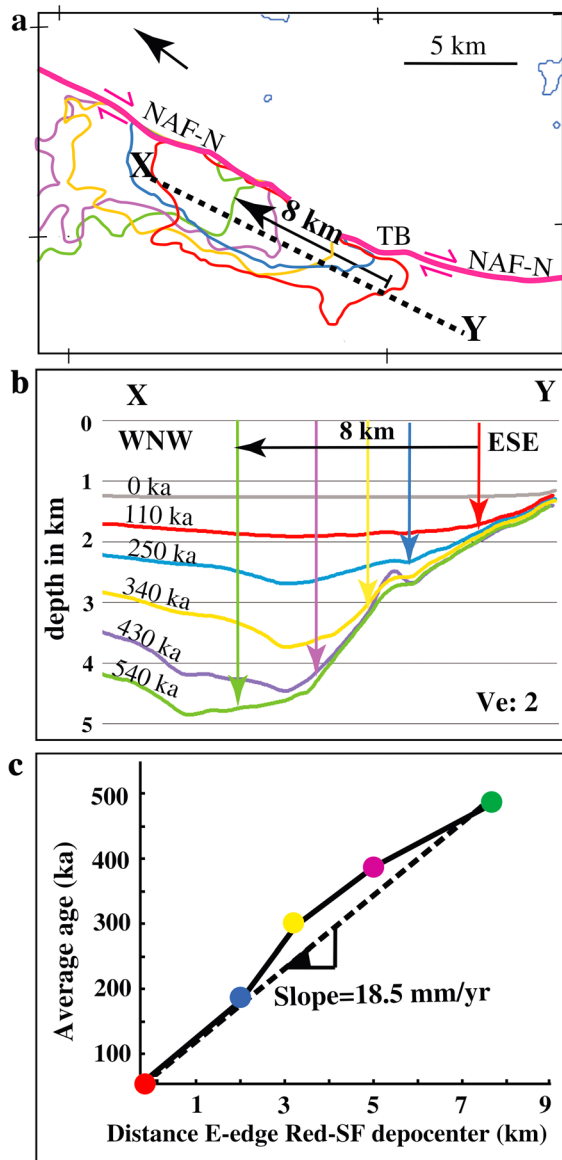 a
5 km
NAF-N
X
8 km
TB
NAF-N
Y
b
X
Y
0
WNW
8 km
ESE
1
0 ka
110 ka
2
250 ka
3
340 ka
430 ka
4
540 ka
Ve: 2
5
depth in km
c
500
400
300
200
100
Average age (ka)
Slope=18.5 mm/yr
1 3 5 7 9
Distance E-edge Red-SF depocenter (km)